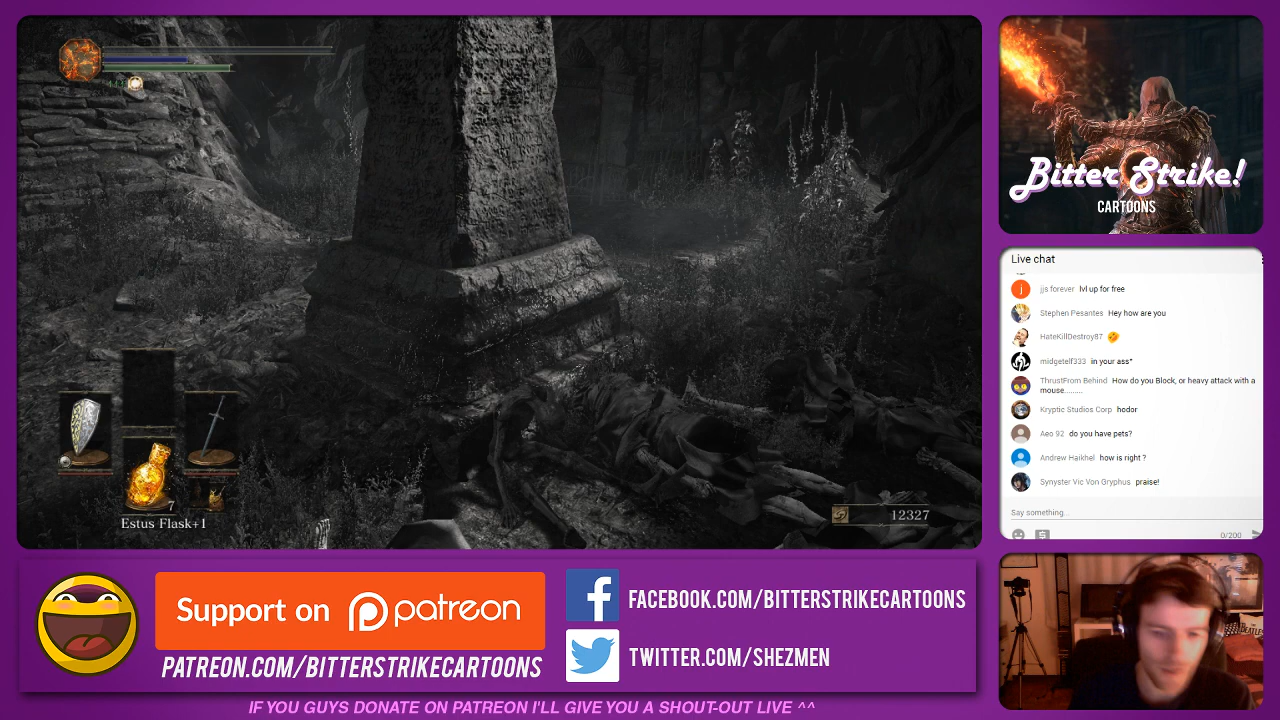 Estus Flask+1
7
12327
Bitter Strike!
CARTOONS
Live chat
j
jjs forever lvl up for free
Stephen Pesantes Hey how are you
HateKillDestroy87
midgetelf333 in your ass*
ThrustFrom Behind How do you Block, or heavy attack with a
mouse.........
Kryptic Studios Corp hodor
Aeo 92 do you have pets?
Andrew Haikhel how is right ?
Synyster Vic Von Gryphus praise!
Say something...
0/200
Support on patreon
PATREON.COM/BITTERSTRIKECARTOONS
FACEBOOK.COM/BITTERSTRIKECARTOONS
TWITTER.COM/SHEZMEN
IF YOU GUYS DONATE ON PATREON I'LL GIVE YOU A SHOUT-OUT LIVE ^^